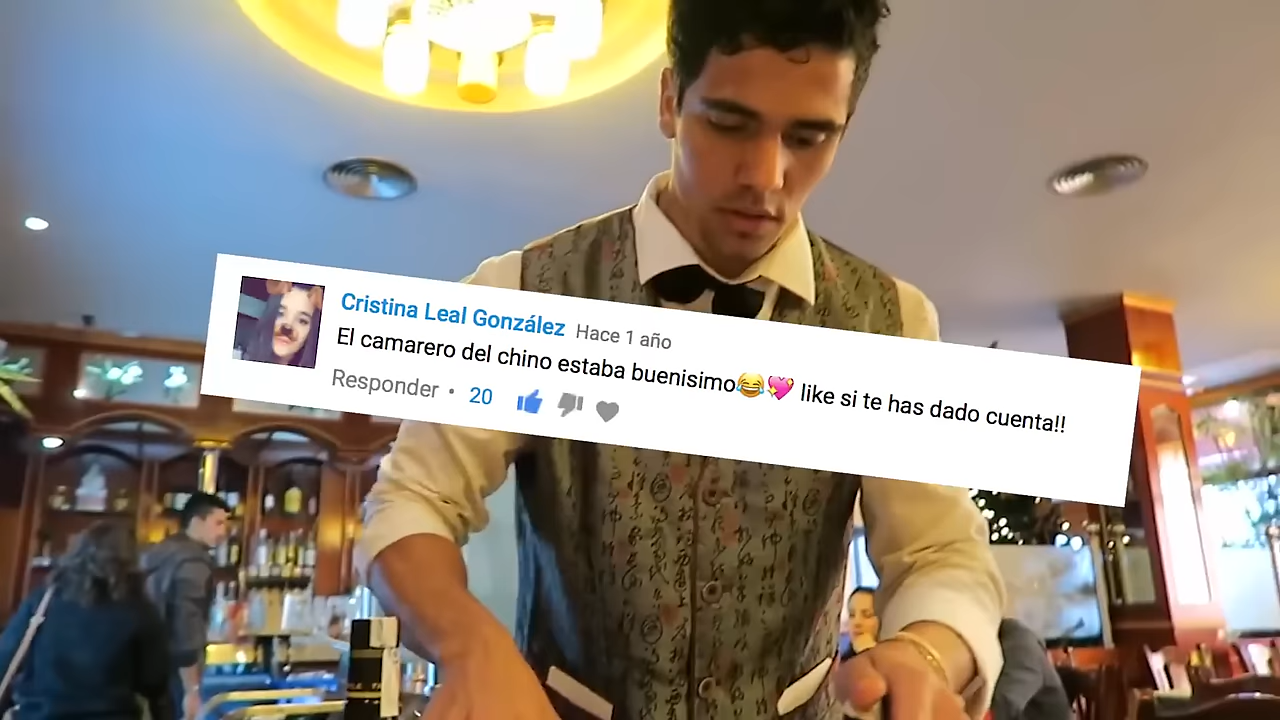 Cristina Leal González Hace 1 año
El camarero del chino estaba buenisimo😂💖 like si te has dado cuenta!!
Responder • 20